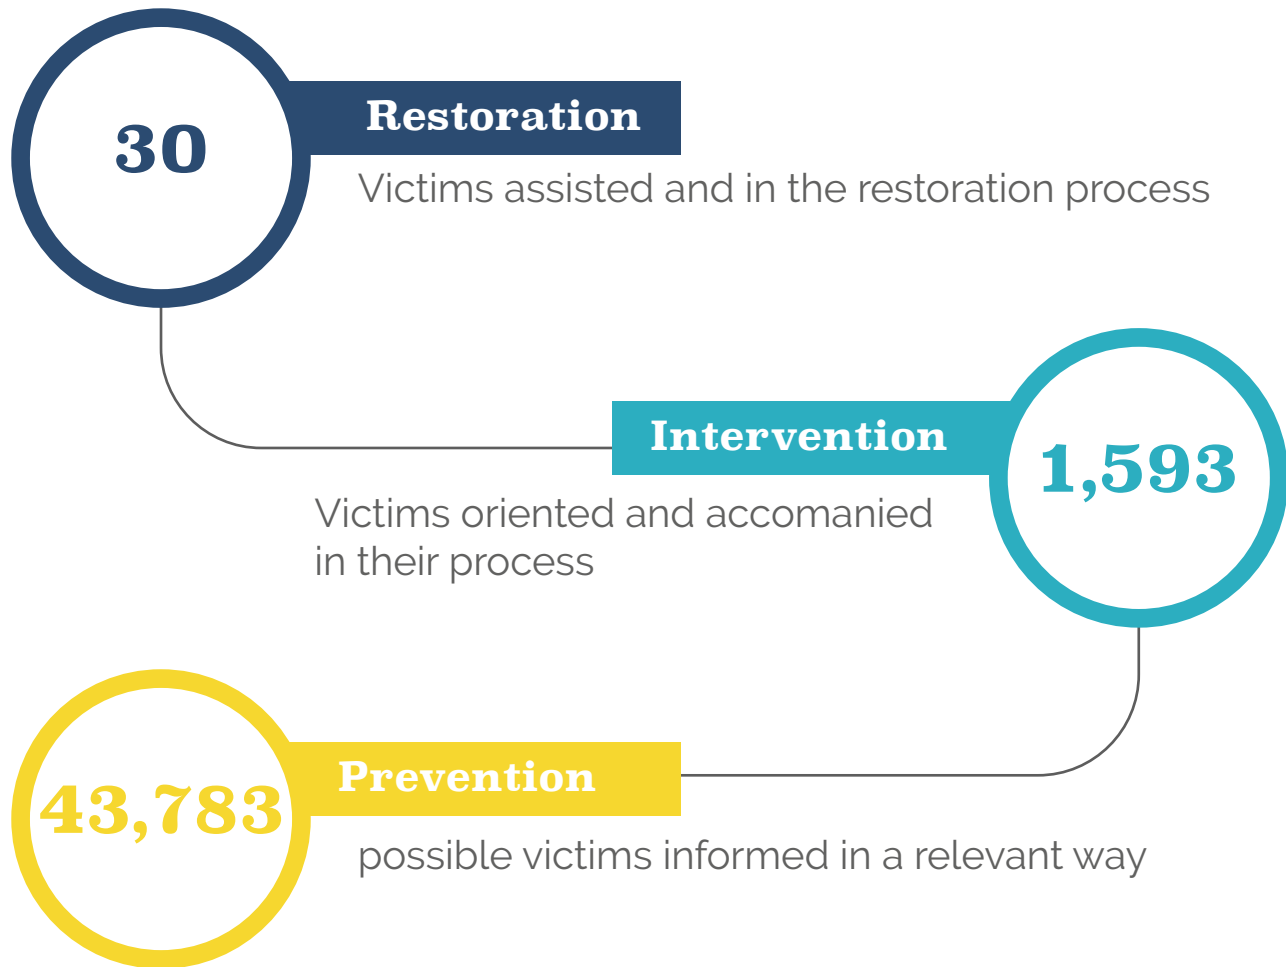 30
Restoration
Victims assisted and in the restoration process
Intervention
1,593
Victims oriented and accomanied
in their process
Prevention
43,783
possible victims informed in a relevant way